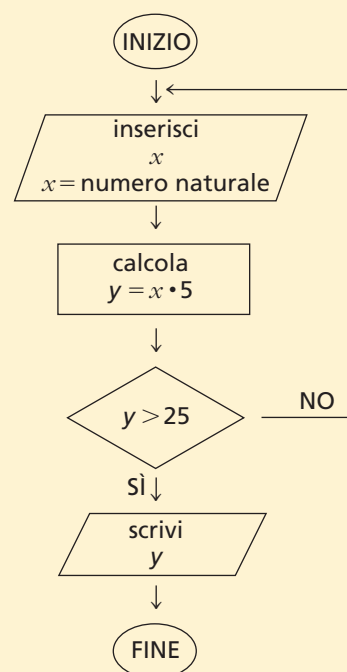 INIZIO
inserisci
x
x = numero naturale
calcola
y = x • 5
y > 25
NO
SÌ
scrivi
y
FINE